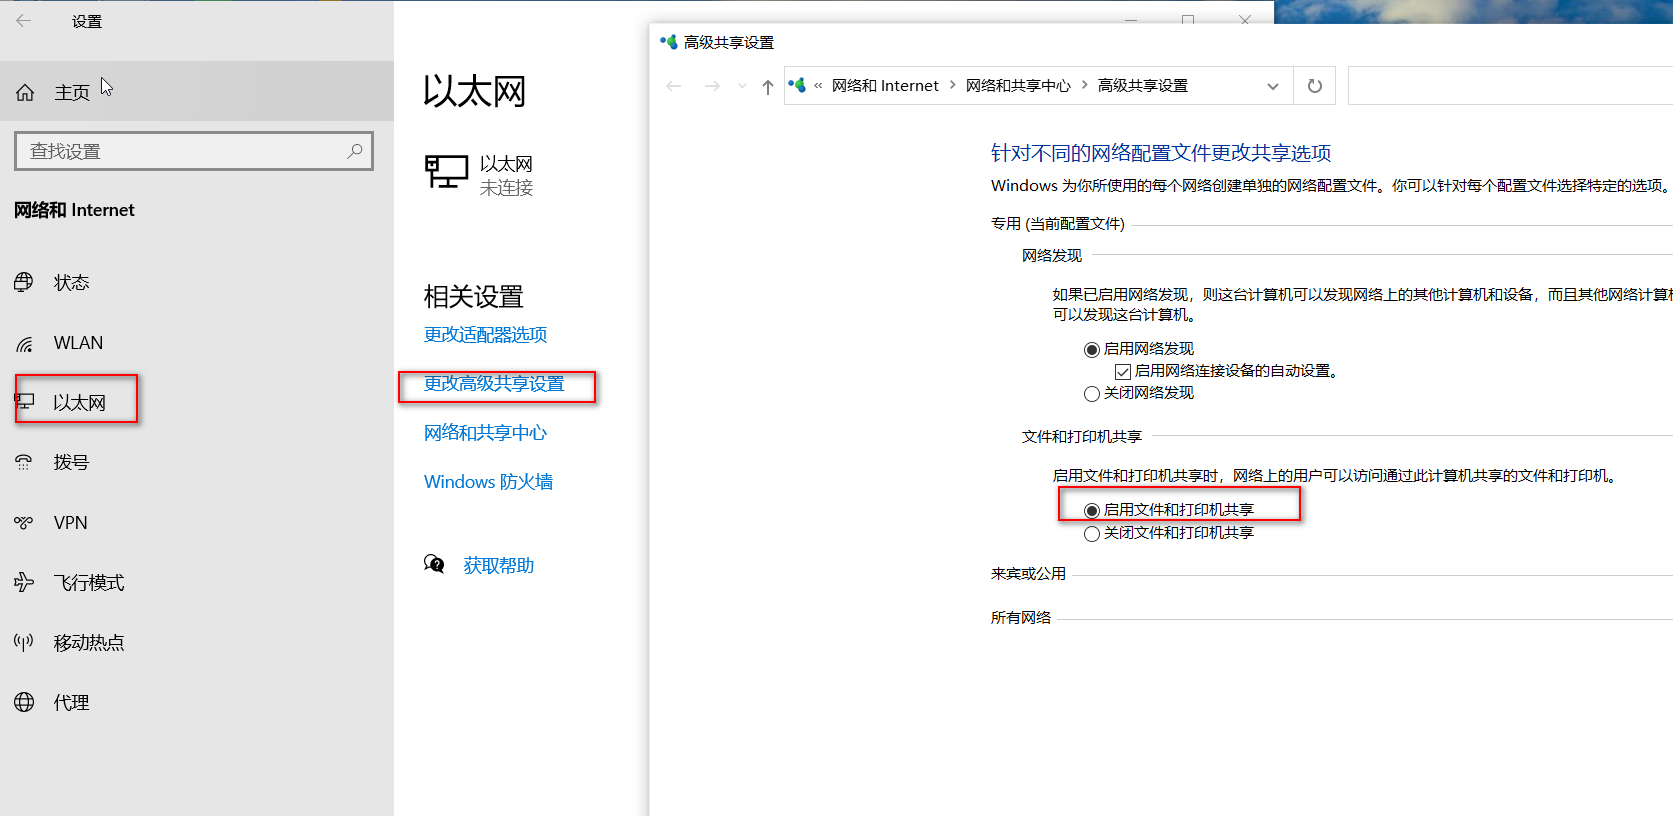 设置
主页
查找设置
网络和 Internet
状态
WLAN
以太网
拨号
VPN
飞行模式
移动热点
代理
以太网
以太网
未连接
相关设置
更改适配器选项
更改高级共享设置
网络和共享中心
Windows 防火墙
获取帮助
高级共享设置
« 网络和 Internet > 网络和共享中心 > 高级共享设置
针对不同的网络配置文件更改共享选项
Windows 为你所使用的每个网络创建单独的网络配置文件。你可以针对每个配置文件选择特定的选项。
专用 (当前配置文件)
网络发现
如果已启用网络发现，则这台计算机可以发现网络上的其他计算机和设备，而且其他网络计算机
可以发现这台计算机。
启用网络发现
启用网络连接设备的自动设置。
关闭网络发现
文件和打印机共享
启用文件和打印机共享时，网络上的用户可以访问通过此计算机共享的文件和打印机。
启用文件和打印机共享
关闭文件和打印机共享
来宾或公用
所有网络